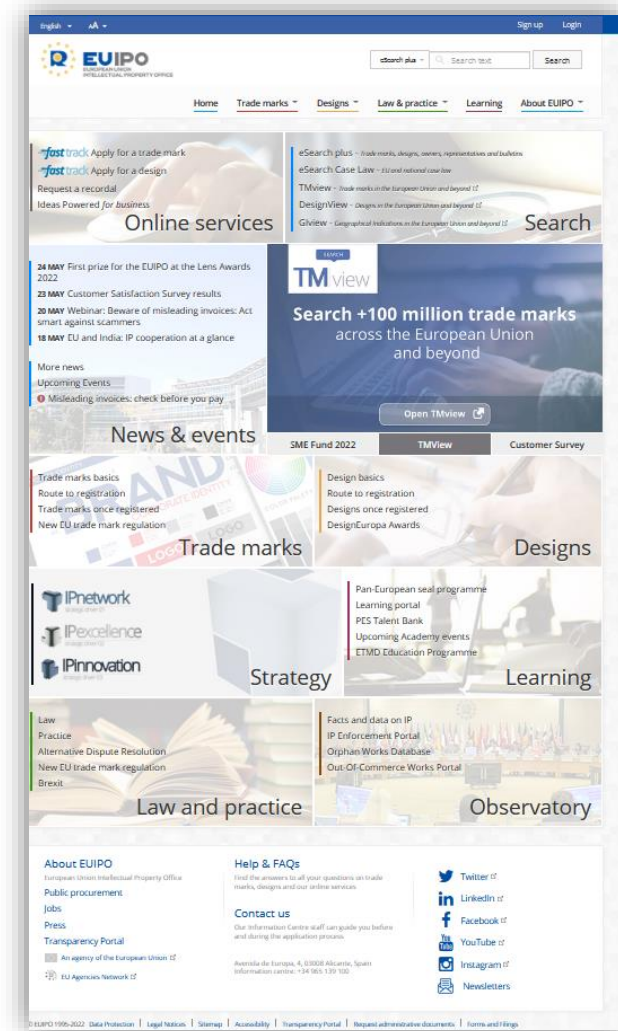 English AA Sign up Login
EUIPO
EUROPEAN UNION
INTELLECTUAL PROPERTY OFFICE
eSearch plus Search text Search
Home Trade marks Designs Law & practice Learning About EUIPO
fast track Apply for a trade mark
fast track Apply for a design
Request a recordal
Ideas Powered for business
Online services
eSearch plus - Trade marks, designs, owners, representatives and bulletins
eSearch Case Law - EU and national case law
TMview - Trade marks in the European Union and beyond
DesignView - Designs in the European Union and beyond
GIview - Geographical Indications in the European Union and beyond
Search
24 MAY First prize for the EUIPO at the Lens Awards
2022
23 MAY Customer Satisfaction Survey results
20 MAY Webinar: Beware of misleading invoices: Act
smart against scammers
18 MAY EU and India: IP cooperation at a glance
More news
Upcoming Events
Misleading invoices: check before you pay
News & events
SEARCH
TMview
Search +100 million trade marks
across the European Union
and beyond
Open TMview
SME Fund 2022 TMView Customer Survey
Trade marks basics
Route to registration
Trade marks once registered
New EU trade mark regulation
BRAND
LOGO
LOGO
Trade marks
Design basics
Route to registration
Designs once registered
DesignEuropa Awards
Designs
IPnetwork
IPexcellence
IPinnovation
Strategy
Pan-European seal programme
Learning portal
PES Talent Bank
Upcoming Academy events
ETMD Education Programme
Learning
Law
Practice
Alternative Dispute Resolution
New EU trade mark regulation
Brexit
Law and practice
Facts and data on IP
IP Enforcement Portal
Orphan Works Database
Out-Of-Commerce Works Portal
Observatory
About EUIPO
European Union Intellectual Property Office
Public procurement
Jobs
Press
Transparency Portal
An agency of the European Union
EU Agencies Network
Help & FAQs
Find the answers to all your questions on trade
marks, designs and our online services
Contact us
Our Information Centre staff can guide you before
and during the application process.
Avenida de Europa, 4, 03008 Alicante, Spain
Information centre: +34 965 139 100
Twitter
LinkedIn
Facebook
YouTube
Instagram
Newsletters
© EUIPO 1995-2022 Data Protection | Legal Notices | Sitemap | Accessibility | Transparency Portal | Request administrative documents | Forms and Filings